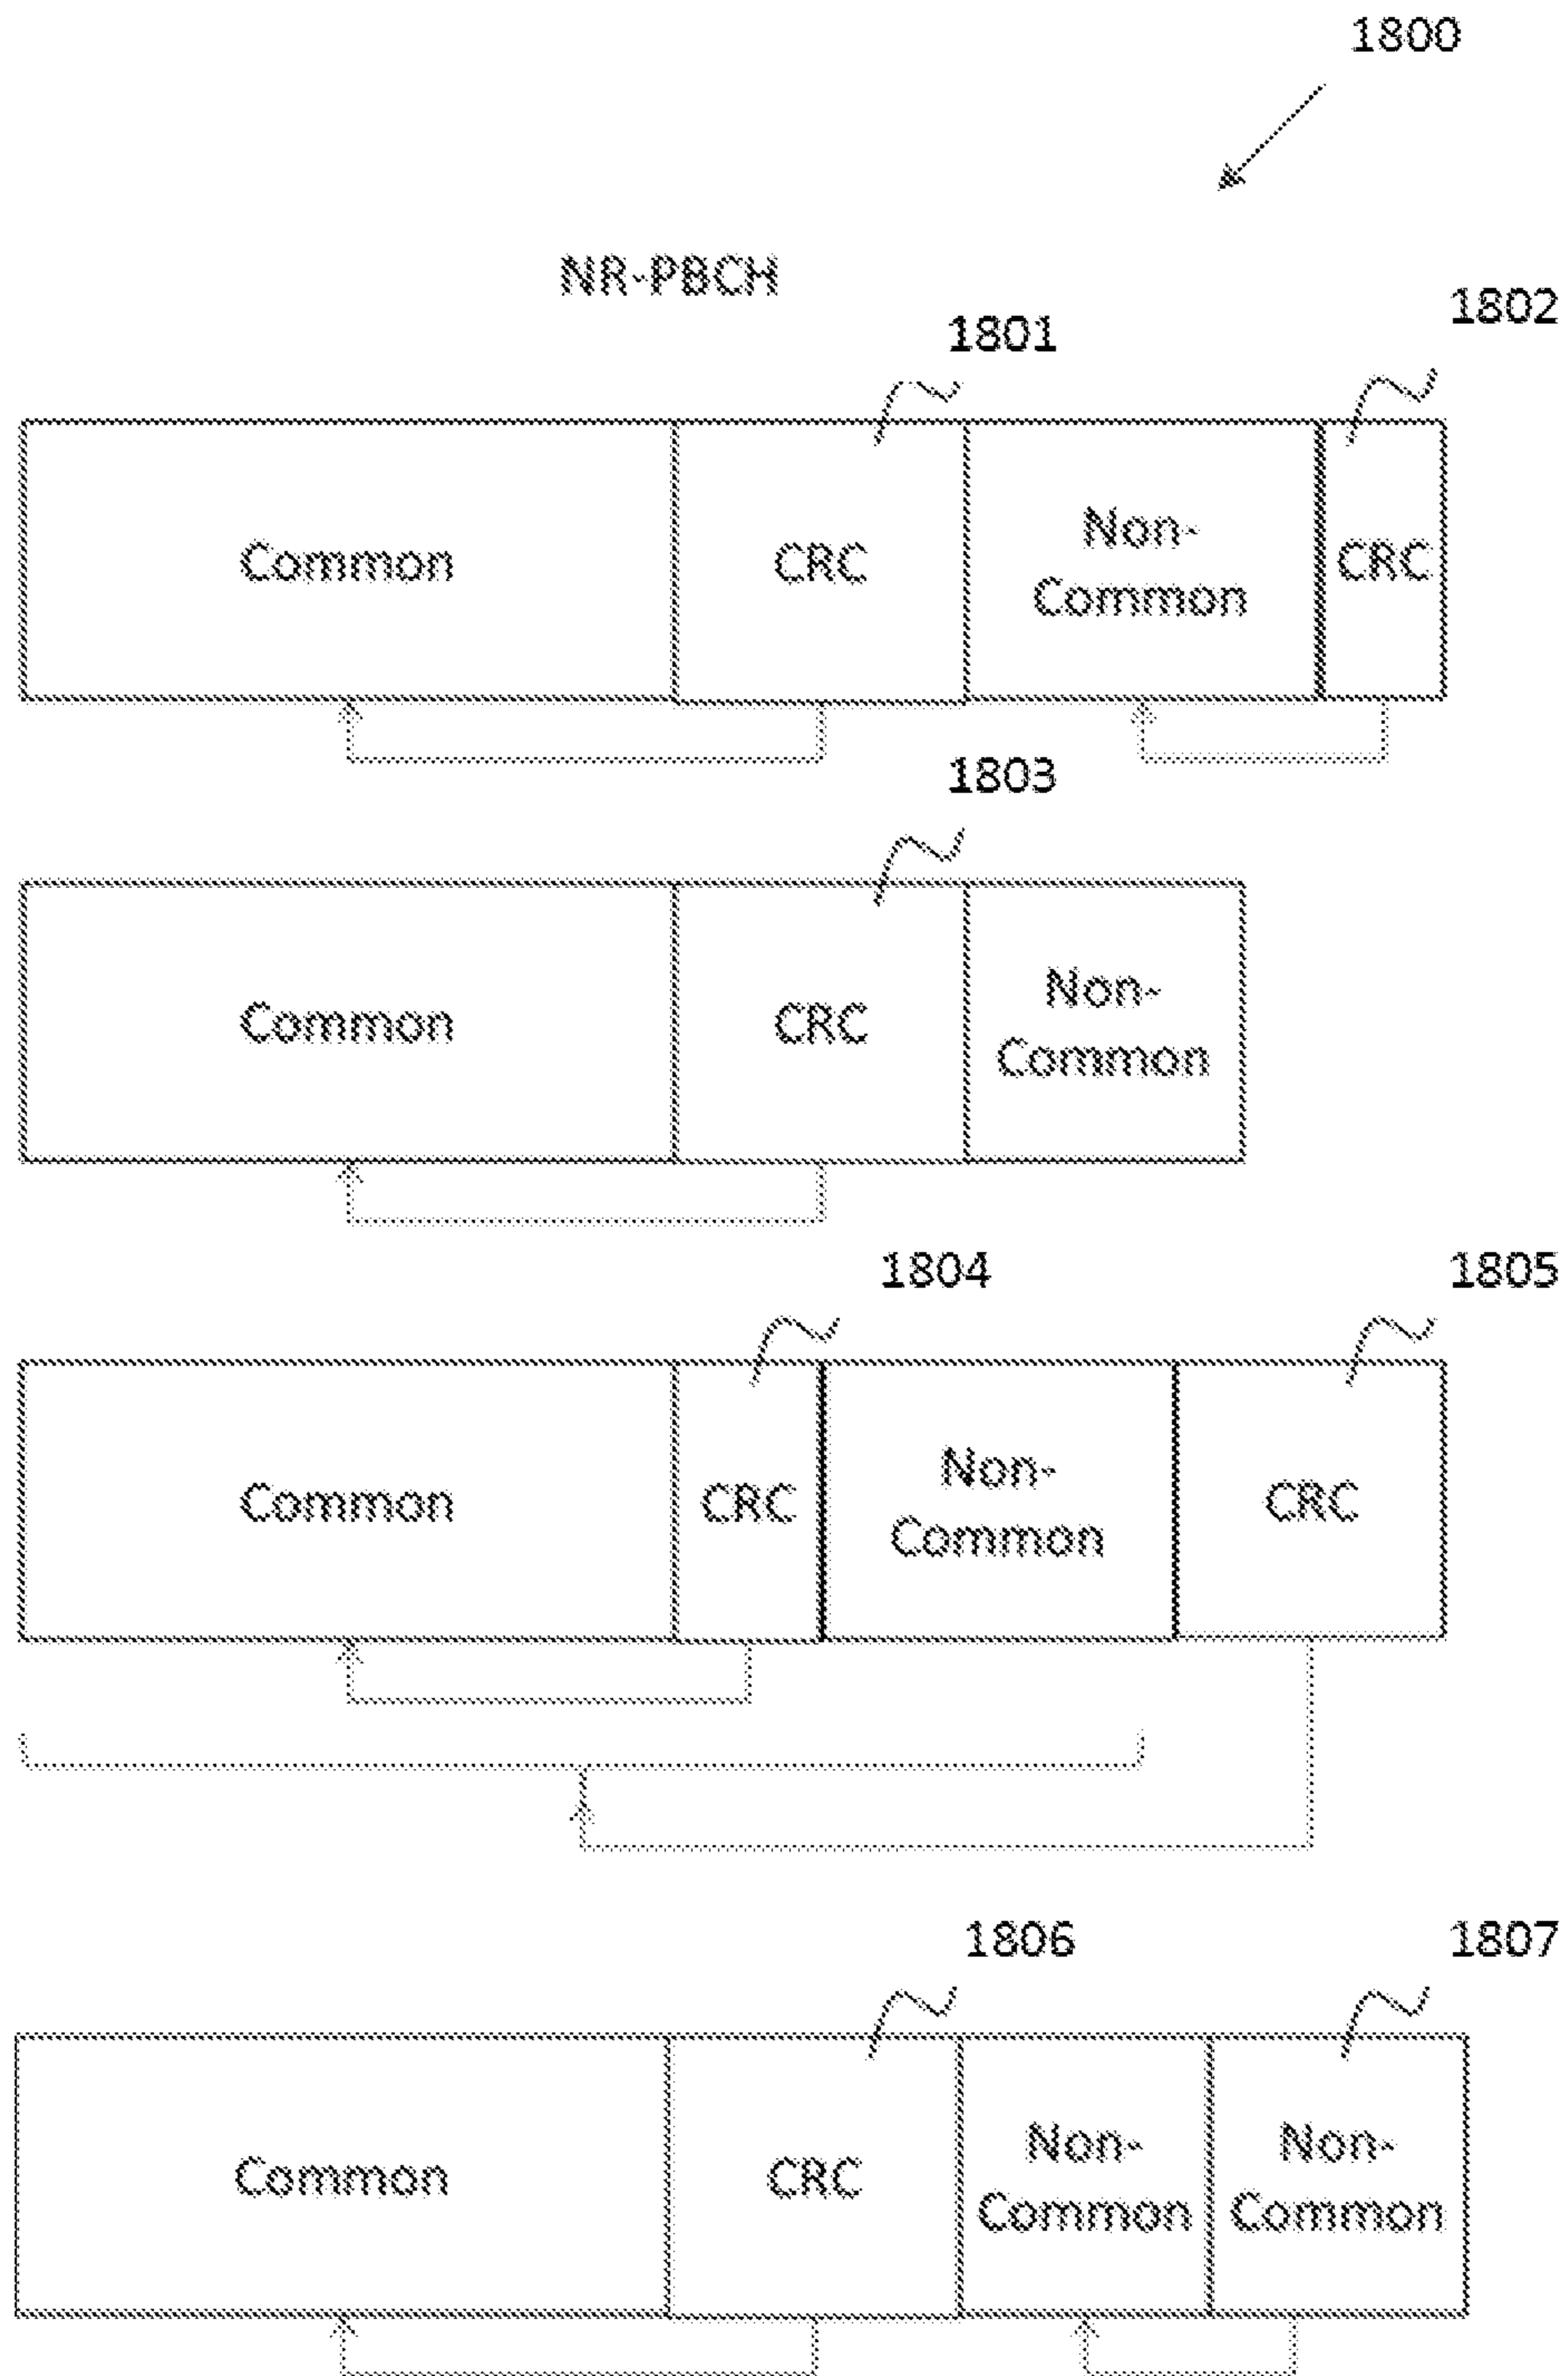 1800
NR-PBCH
1801
1802
Common
CRC
Non-
Common
CRC
1803
Common
CRC
Non-
Common
1804
1805
Common
CRC
Non-
Common
CRC
1806
1807
Common
CRC
Non-
Common
Non-
Common